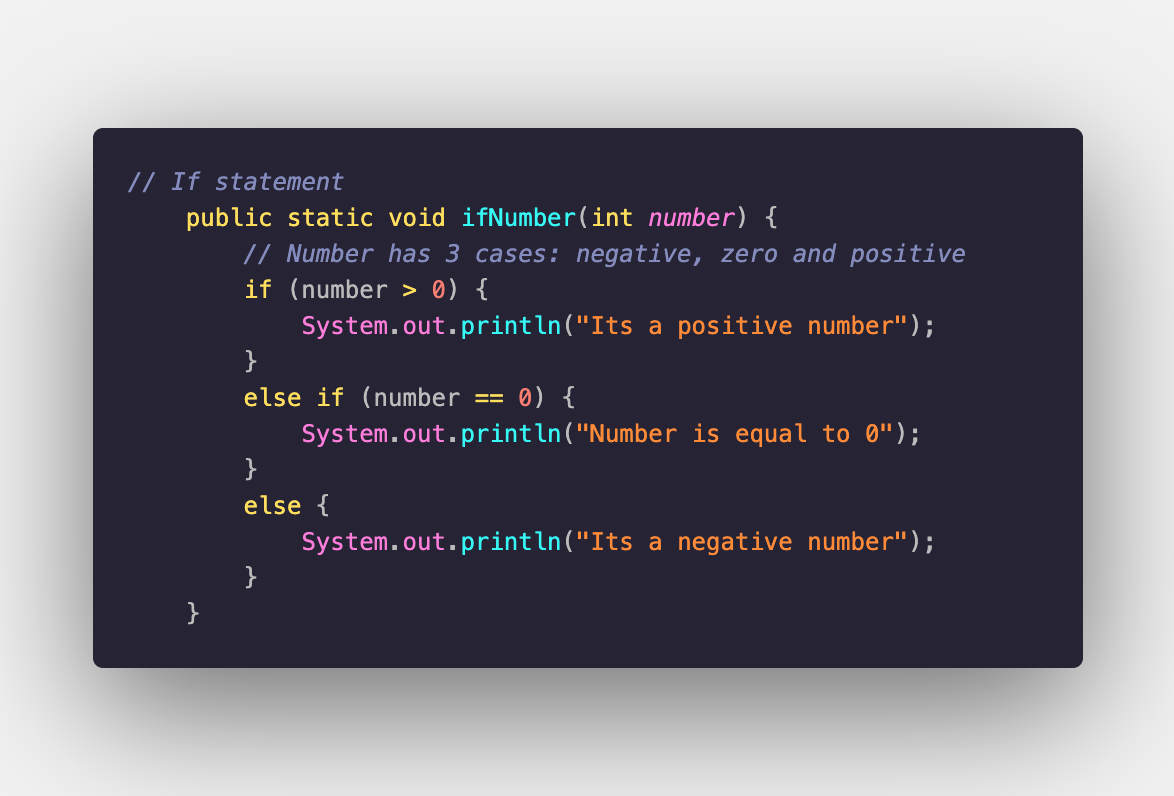 // If statement
    public static void ifNumber(int number) {
        // Number has 3 cases: negative, zero and positive
        if (number > 0) {
            System.out.println("Its a positive number");
        }
        else if (number == 0) {
            System.out.println("Number is equal to 0");
        }
        else {
            System.out.println("Its a negative number");
        }
    }